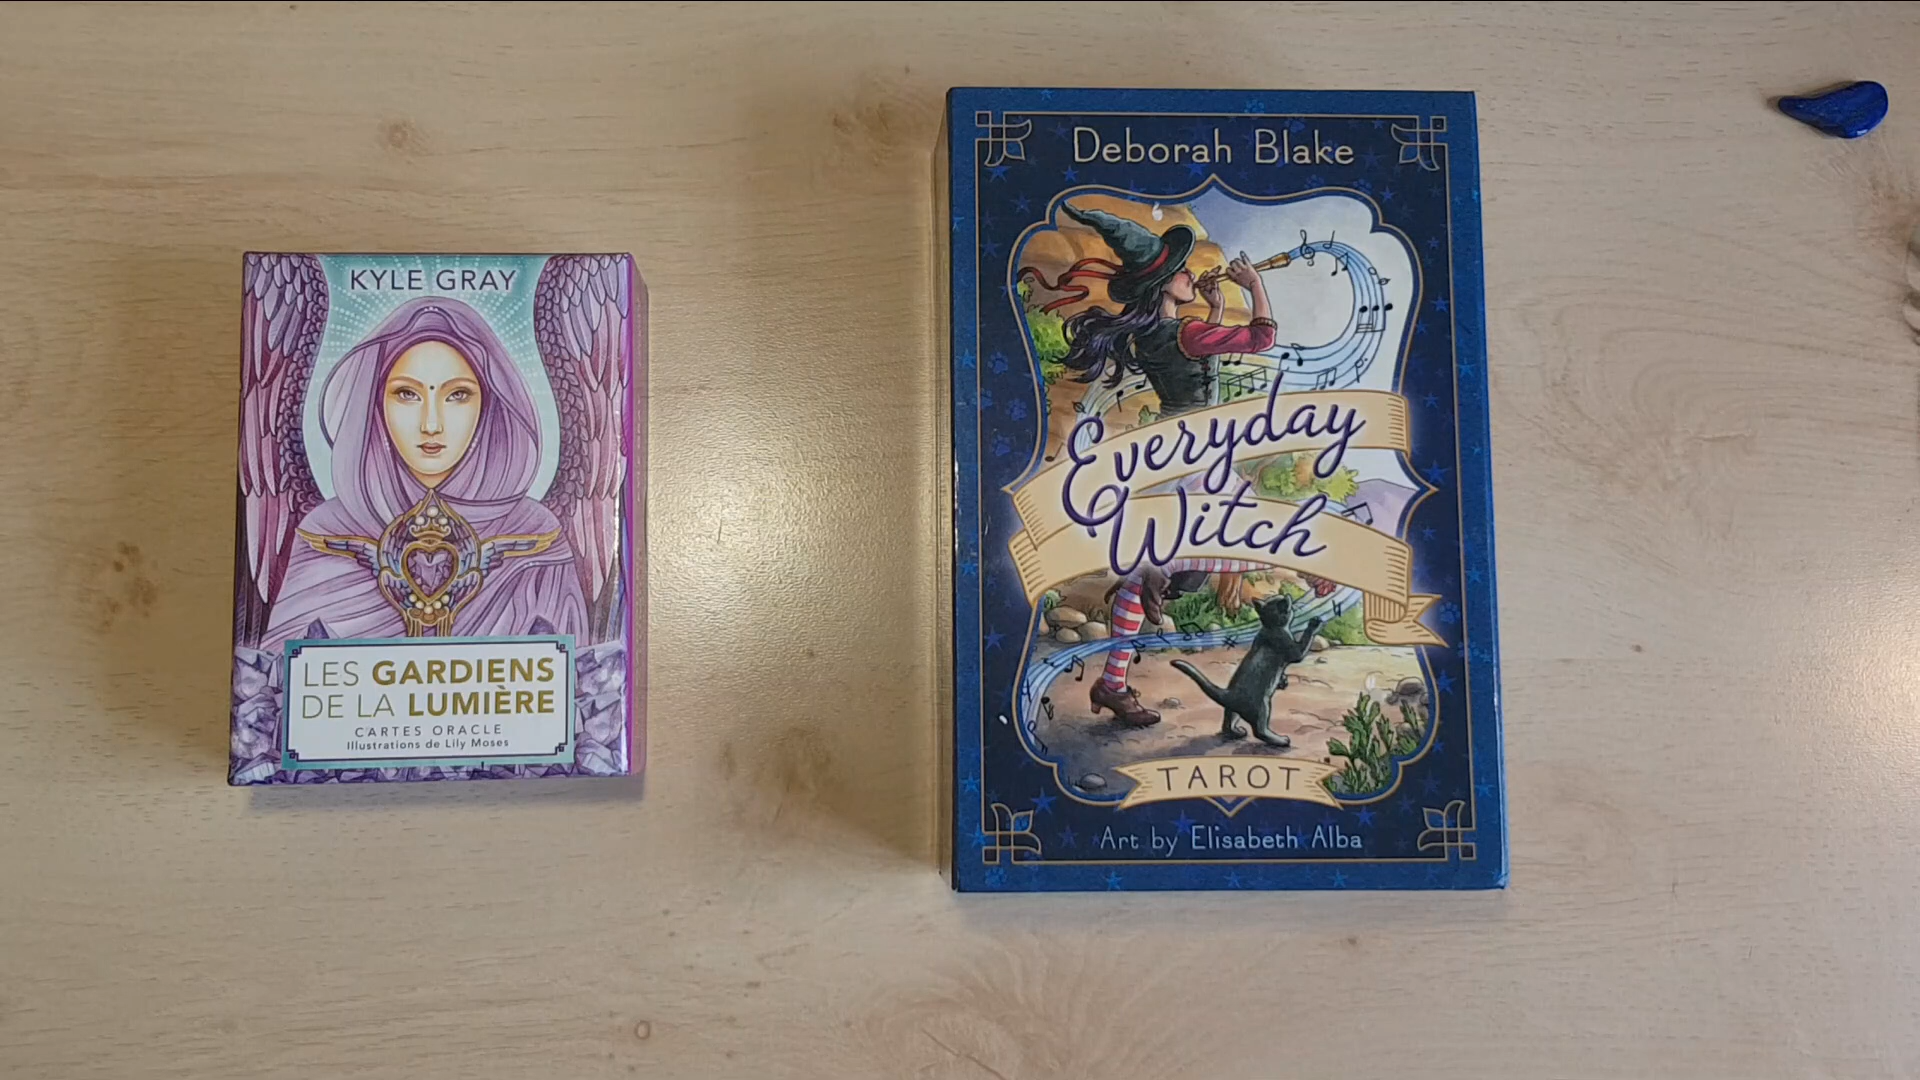 KYLE GRAY
LES GARDIENS
DE LA LUMIÈRE
CARTES ORACLE
Illustrations de Lily Moses
Deborah Blake
Everyday
Witch
TAROT
Art by Elisabeth Alba